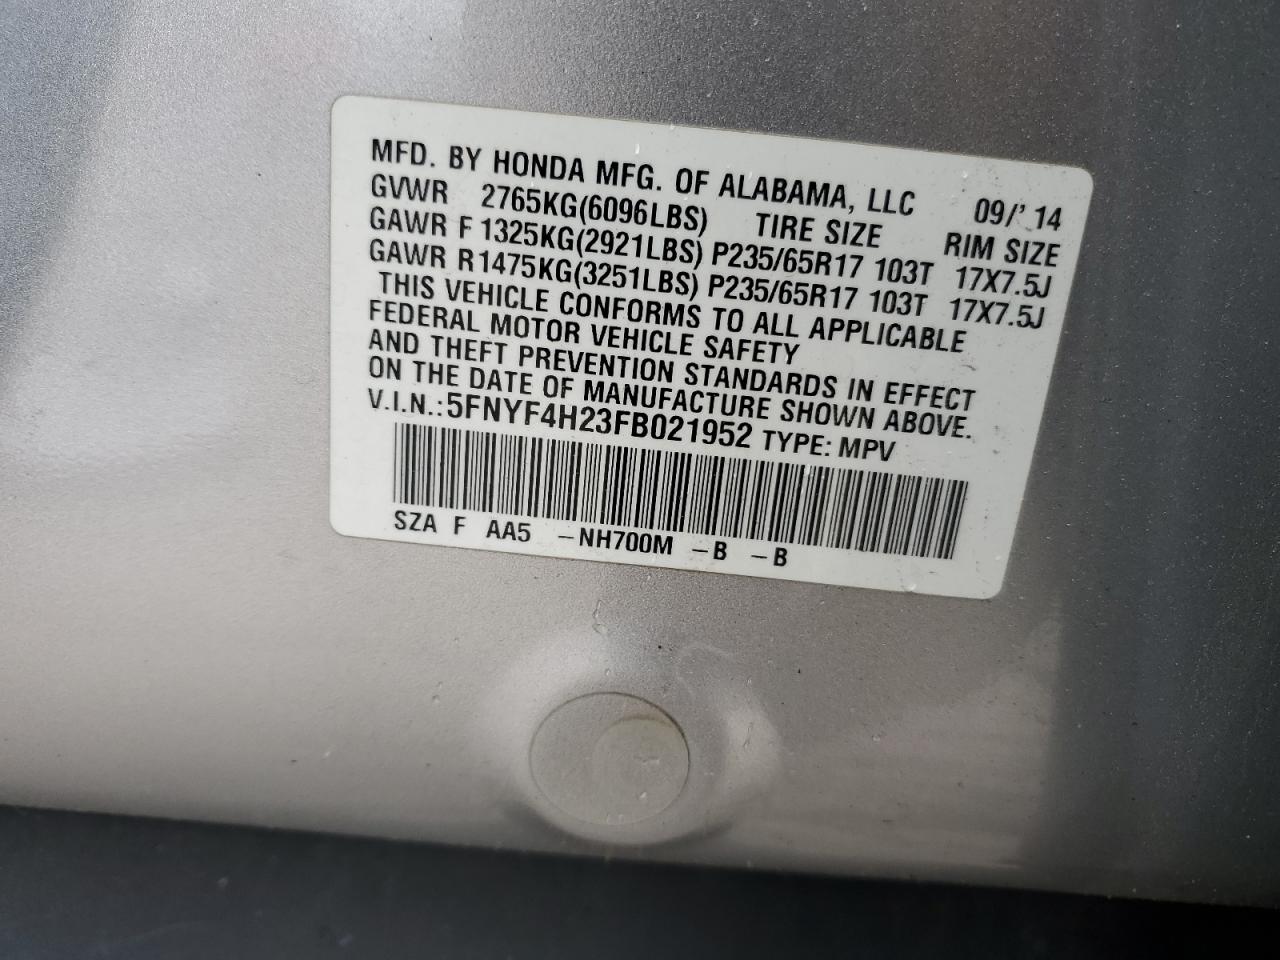 MFD. BY HONDA MFG. OF ALABAMA, LLC 09/'14
GVWR 2765KG(6096LBS) TIRE SIZE RIM SIZE
GAWR F 1325KG(2921LBS) P235/65R17 103T 17X7.5J
GAWR R1475KG(3251LBS) P235/65R17 103T 17X7.5J
THIS VEHICLE CONFORMS TO ALL APPLICABLE
FEDERAL MOTOR VEHICLE SAFETY
AND THEFT PREVENTION STANDARDS IN EFFECT
ON THE DATE OF MANUFACTURE SHOWN ABOVE.
V.I.N.:5FNYF4H23FB021952 TYPE: MPV
SZA F AA5 –NH700M –B –B